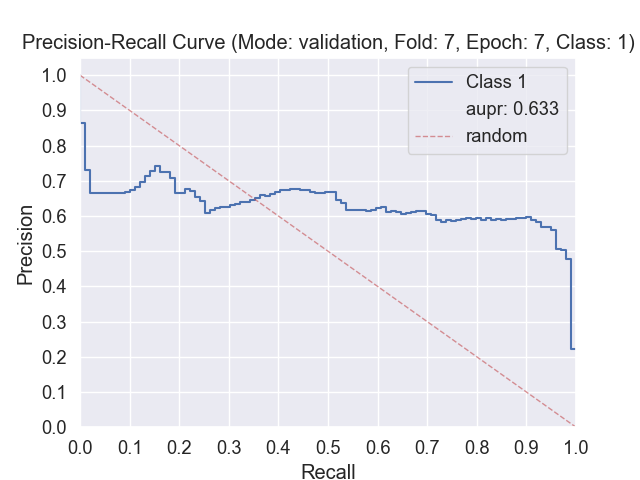 Precision-Recall Curve (Mode: validation, Fold: 7, Epoch: 7, Class: 1)
1.0
0.9
0.8
0.7
0.6
0.5
0.4
0.3
0.2
0.1
0.0
Precision
Class 1
aupr: 0.633
random
0.0 0.1 0.2 0.3 0.4 0.5 0.6 0.7 0.8 0.9 1.0
Recall